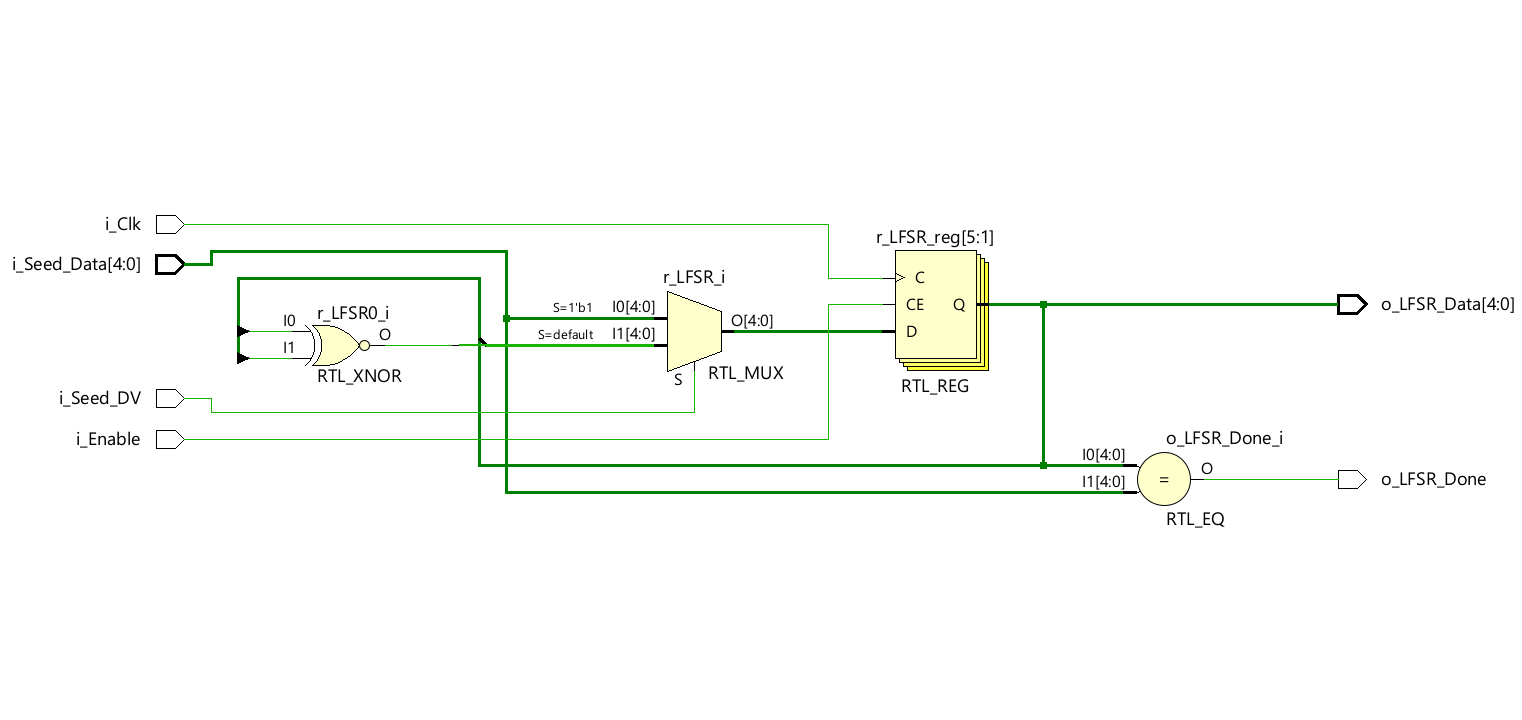 i_Clk
i_Seed_Data[4:0]
I0
I1
r_LFSR0_i
O
RTL_XNOR
i_Seed_DV
i_Enable
S=1'b1
S=default
I0[4:0]
I1[4:0]
r_LFSR_i
O[4:0]
S
RTL_MUX
r_LFSR_reg[5:1]
C
CE
D
Q
RTL_REG
o_LFSR_Data[4:0]
o_LFSR_Done_i
I0[4:0]
I1[4:0]
=
O
RTL_EQ
o_LFSR_Done